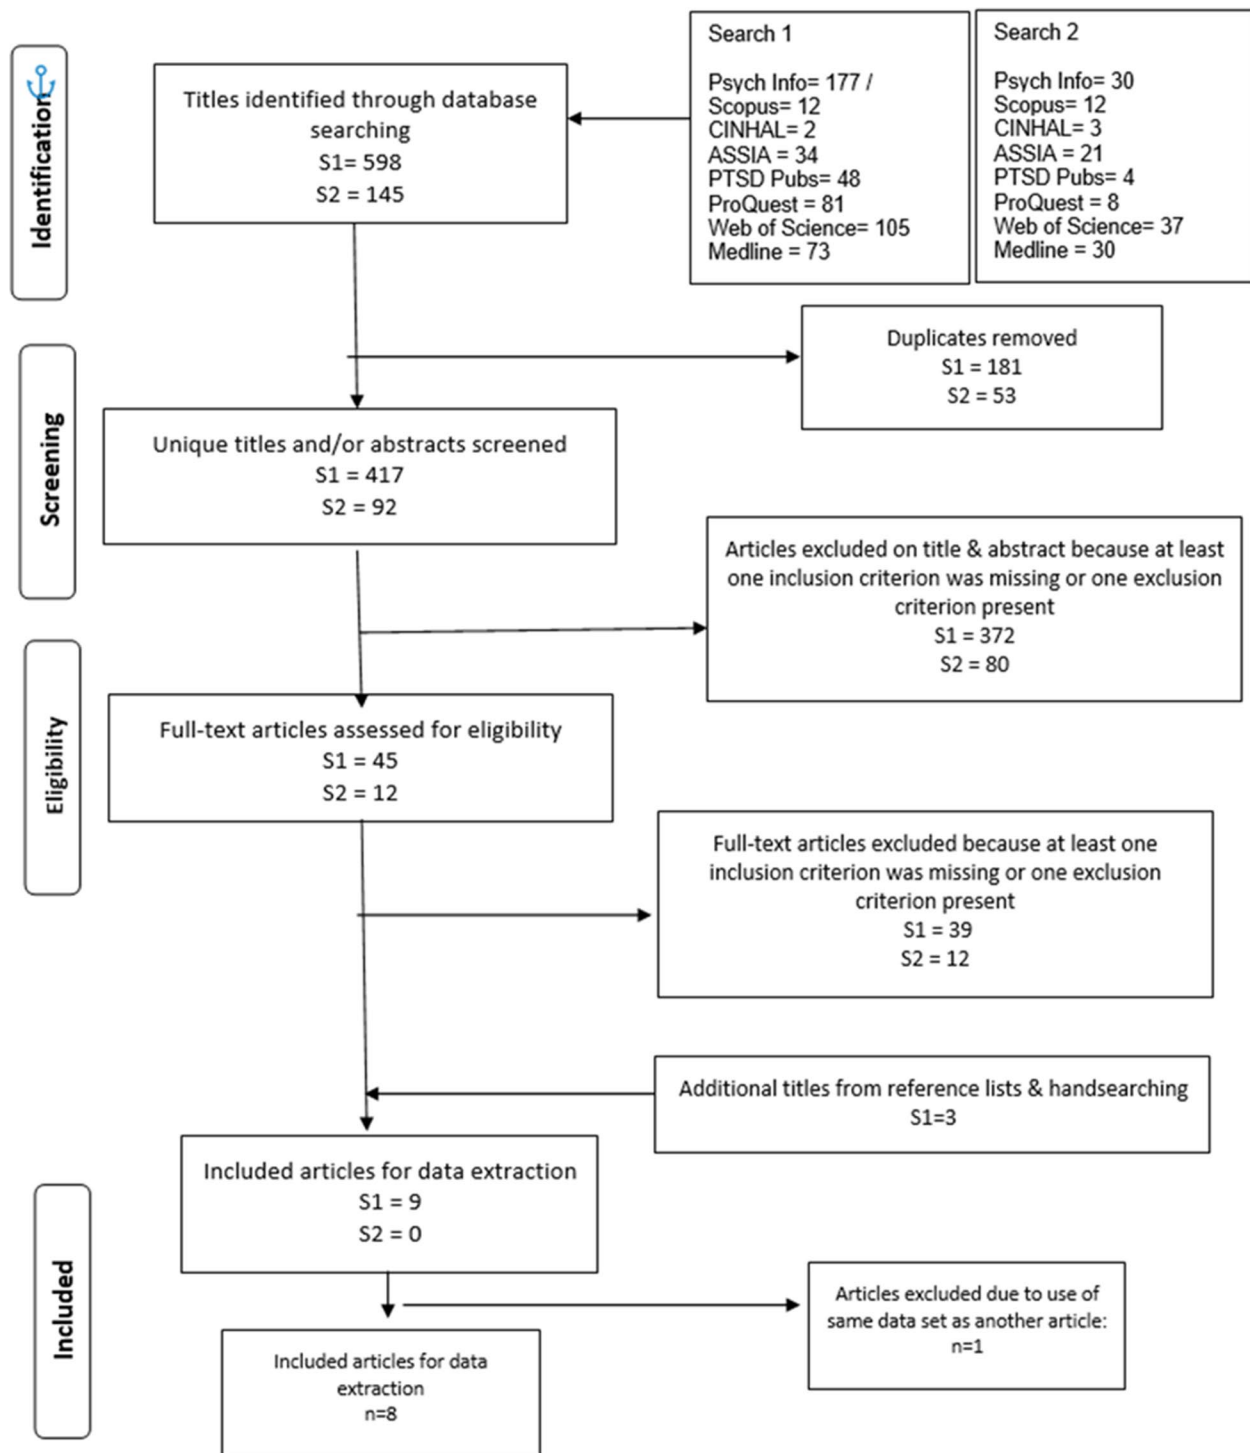 Identification
Titles identified through database
searching
S1= 598
S2 = 145
Search 1
Psych Info= 177 /
Scopus= 12
CINHAL= 2
ASSIA = 34
PTSD Pubs= 48
ProQuest = 81
Web of Science= 105
Medline = 73
Search 2
Psych Info= 30
Scopus= 12
CINHAL= 3
ASSIA = 21
PTSD Pubs= 4
ProQuest = 8
Web of Science= 37
Medline = 30
Duplicates removed
S1 = 181
S2 = 53
Screening
Unique titles and/or abstracts screened
S1 = 417
S2 = 92
Articles excluded on title & abstract because at least
one inclusion criterion was missing or one exclusion
criterion present
S1 = 372
S2 = 80
Eligibility
Full-text articles assessed for eligibility
S1 = 45
S2 = 12
Full-text articles excluded because at least one
inclusion criterion was missing or one exclusion
criterion present
S1 = 39
S2 = 12
Additional titles from reference lists & handsearching
S1=3
Included
Included articles for data extraction
S1 = 9
S2 = 0
Articles excluded due to use of
same data set as another article:
n=1
Included articles for data
extraction
n=8